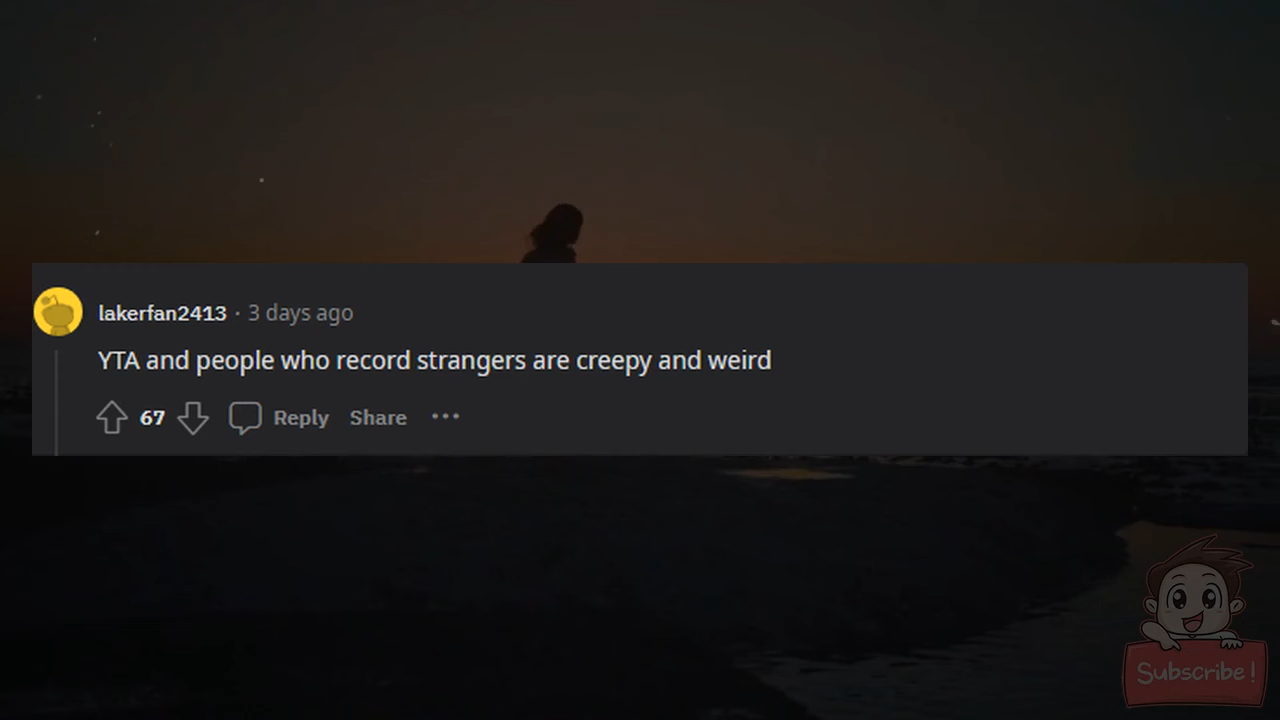 lakerfan2413 · 3 days ago
YTA and people who record strangers are creepy and weird
67 Reply Share ···
Subscribe!